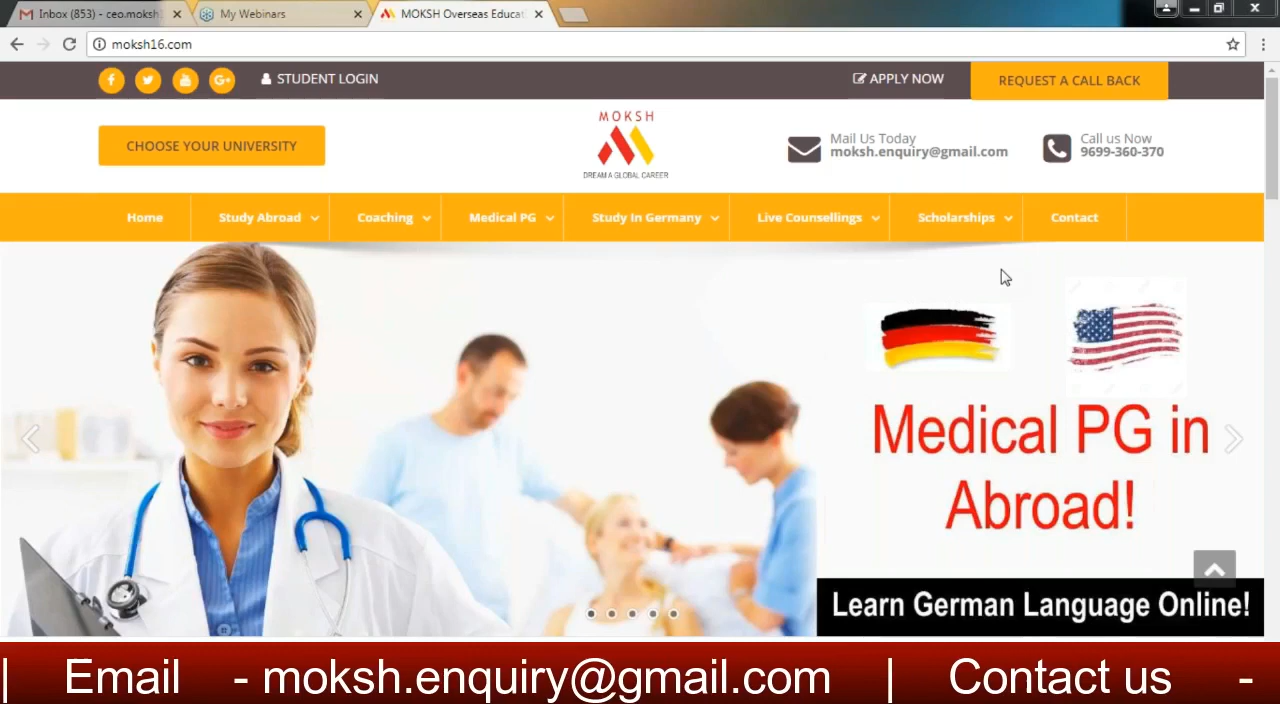 Inbox (853) - ceo.moksh
My Webinars
MOKSH Overseas Educat
moksh16.com
STUDENT LOGIN
APPLY NOW
REQUEST A CALL BACK
CHOOSE YOUR UNIVERSITY
MOKSH
DREAM A GLOBAL CAREER
Mail Us Today
moksh.enquiry@gmail.com
Call us Now
9699-360-370
Home
Study Abroad
Coaching
Medical PG
Study In Germany
Live Counsellings
Scholarships
Contact
Medical PG in
Abroad!
Learn German Language Online!
| Email - moksh.enquiry@gmail.com | Contact us -